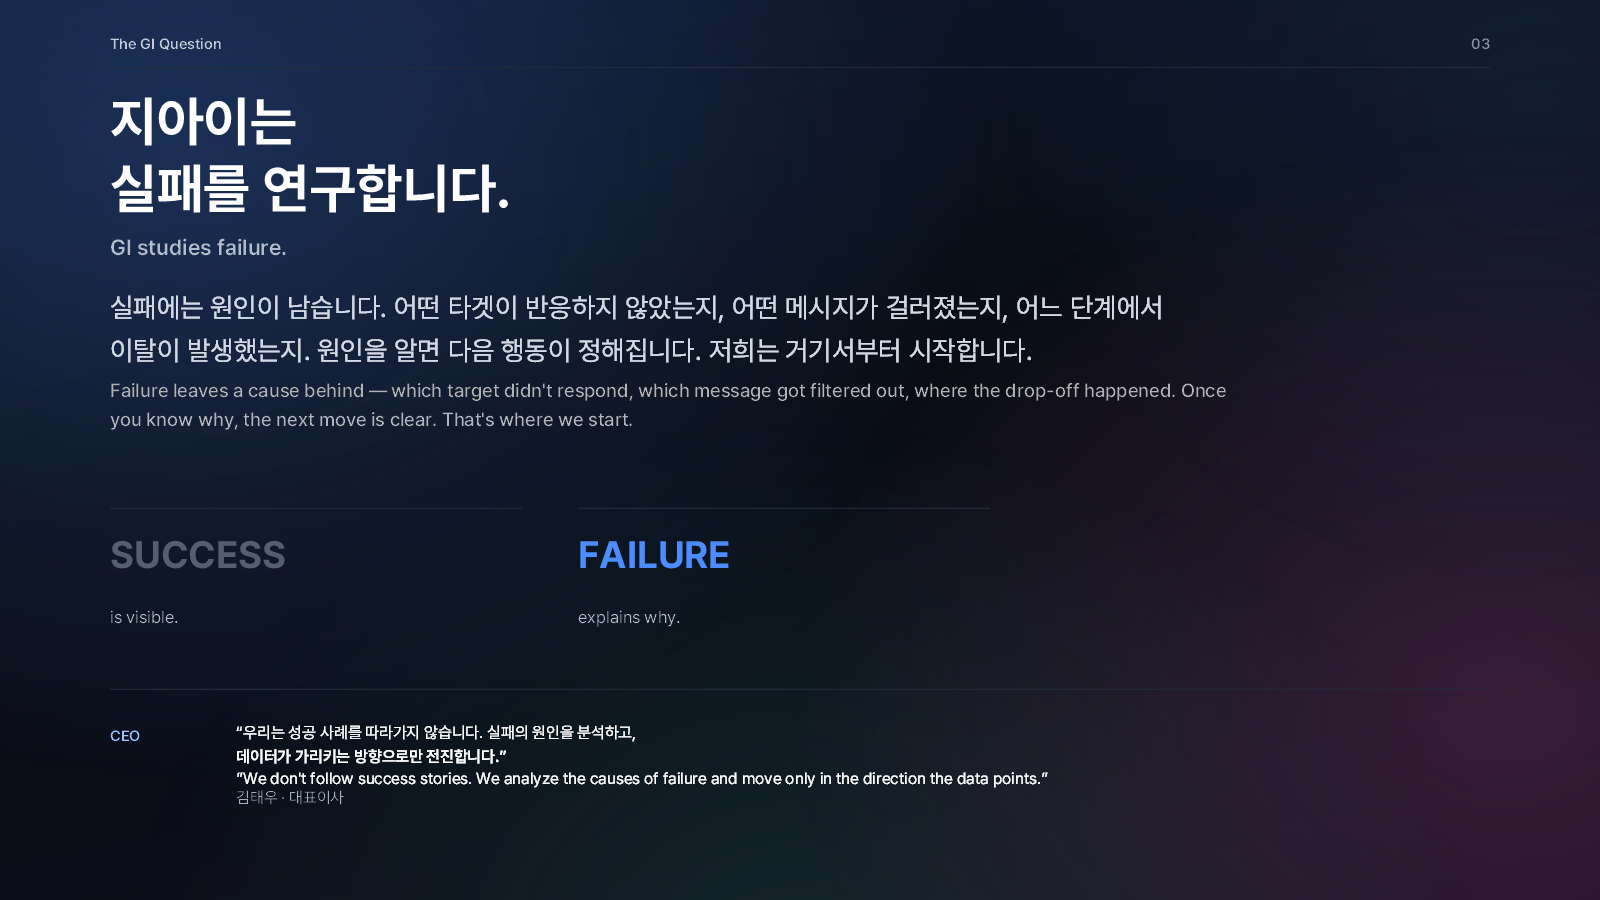 The GI Question
03
지아이는
실패를 연구합니다.
GI studies failure.
실패에는 원인이 남습니다. 어떤 타겟이 반응하지 않았는지, 어떤 메시지가 걸러졌는지, 어느 단계에서
이탈이 발생했는지. 원인을 알면 다음 행동이 정해집니다. 저희는 거기서부터 시작합니다.
Failure leaves a cause behind — which target didn't respond, which message got filtered out, where the drop-off happened. Once
you know why, the next move is clear. That's where we start.
SUCCESS
is visible.
FAILURE
explains why.
CEO
"우리는 성공 사례를 따라가지 않습니다. 실패의 원인을 분석하고,
데이터가 가리키는 방향으로만 전진합니다."
"We don't follow success stories. We analyze the causes of failure and move only in the direction the data points."
김태우 · 대표이사